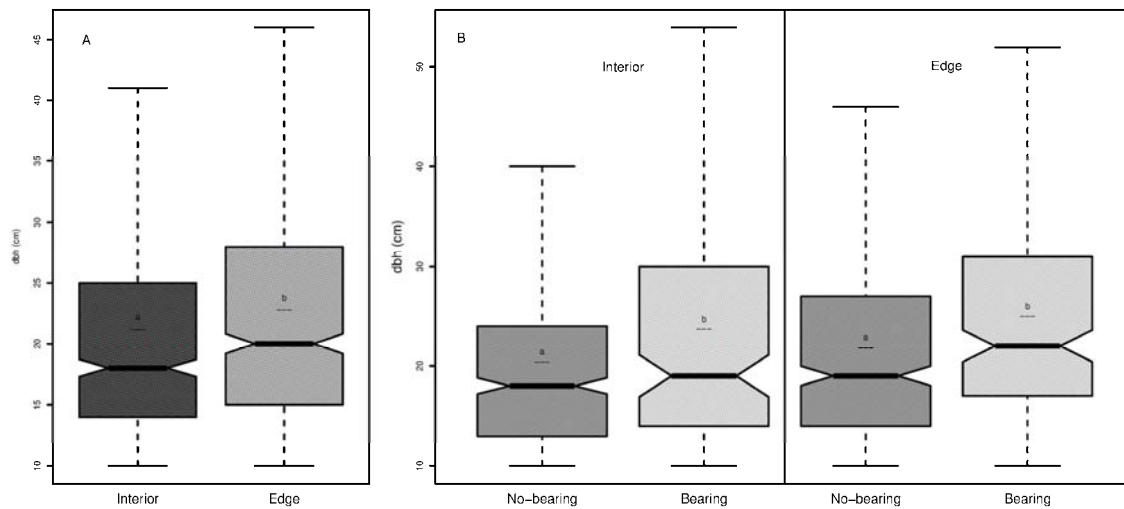 A
dbh (cm)
45
40
35
30
25
20
15
10
a
b
Interior
Edge
B
Interior
Edge
dbh (cm)
50
40
30
20
10
a
b
a
b
No-bearing
Bearing
No-bearing
Bearing